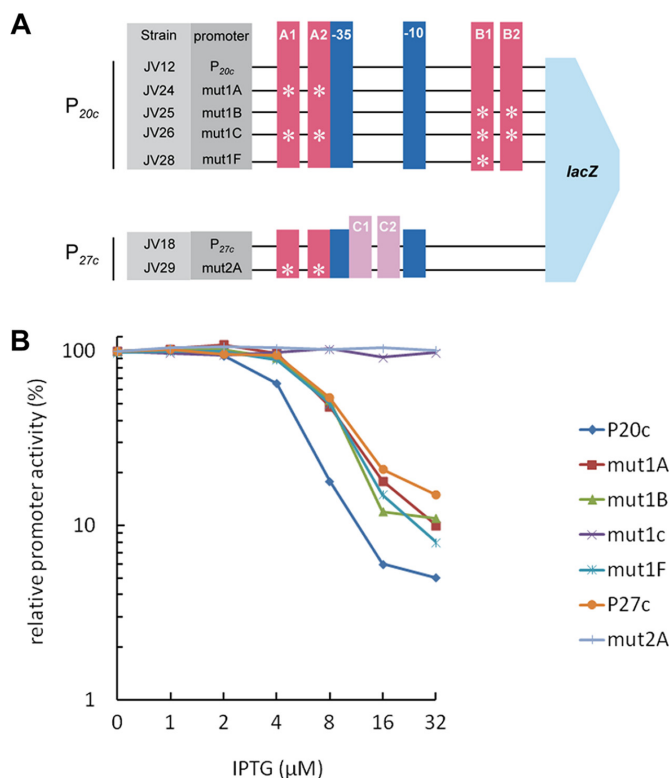 A
Strain promoter A1 A2 -35 -10 B1 B2
JV12 P20c
JV24 mut1A * *
P20c JV25 mut1B * *
JV26 mut1C * * * *
JV28 mut1F *
lacZ
C1 C2
JV18 P27c
P27c
JV29 mut2A * *
B
100
10
1
relative promoter activity (%)
0 1 2 4 8 16 32
IPTG (µM)
P20c
mut1A
mut1B
mut1c
mut1F
P27c
mut2A